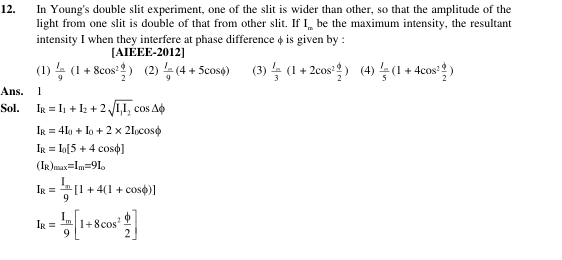 12. In Young's double slit experiment, one of the slit is wider than other, so that the amplitude of the
light from one slit is double of that from other slit. If Iₘ be the maximum intensity, the resultant
intensity I when they interfere at phase difference ϕ is given by :
[AIEEE-2012]
(1) Iₘ/9 (1 + 8cos² ϕ/2) (2) Iₘ/9 (4 + 5cosϕ) (3) Iₘ/3 (1 + 2cos² ϕ/2) (4) Iₘ/5 (1 + 4cos² ϕ/2)
Ans. 1
Sol. I_R = I₁ + I₂ + 2√(I₁I₂) cos Δϕ
I_R = 4I₀ + I₀ + 2 × 2I₀cosϕ
I_R = I₀[5 + 4 cosϕ]
(I_R)max=Iₘ=9I₀
I_R = Iₘ/9 [1 + 4(1 + cosϕ)]
I_R = Iₘ/9 [1+8cos² ϕ/2]